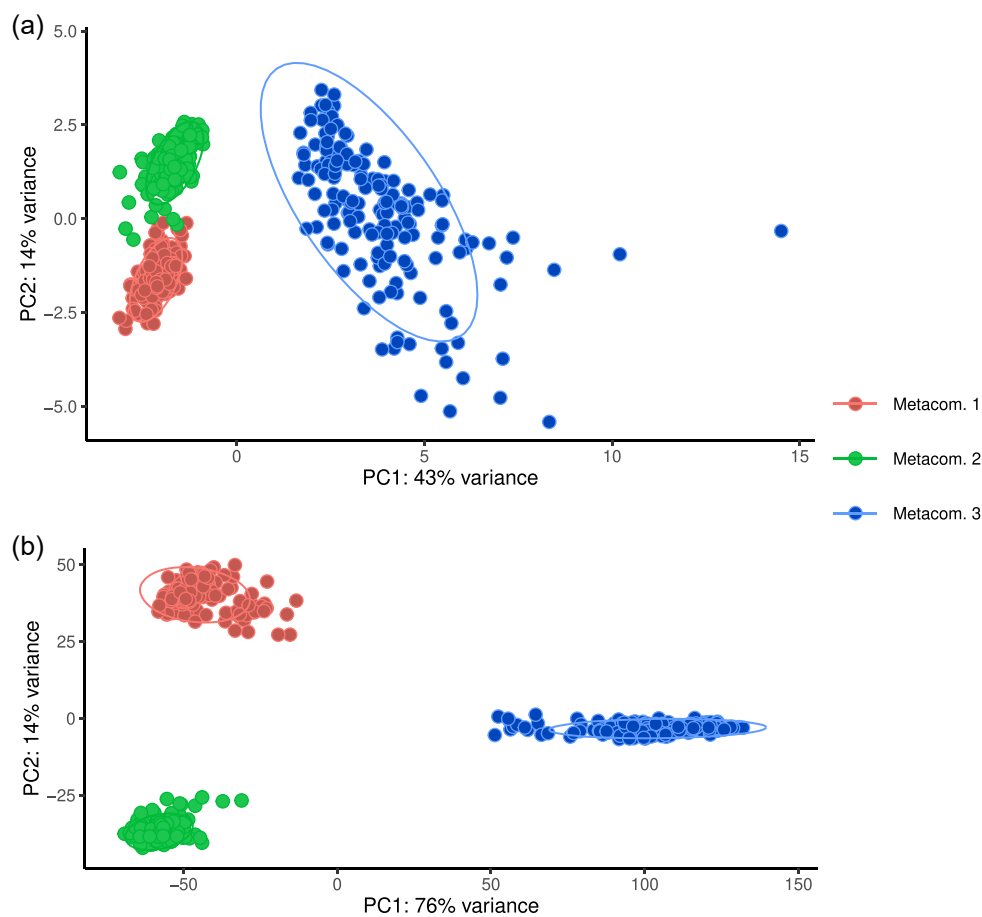 (a)
5.0
2.5
0.0
−2.5
−5.0
PC2: 14% variance
0 5 10 15
PC1: 43% variance
Metacom. 1
Metacom. 2
Metacom. 3
(b)
50
25
0
−25
PC2: 14% variance
−50 0 50 100 150
PC1: 76% variance